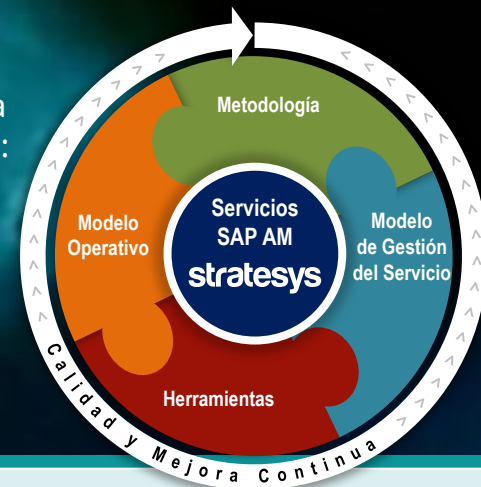 a
:
Metodología
Servicios
SAP AM
stratesys
Modelo
Operativo
Modelo
de Gestión
del Servicio
Herramientas
Calidad y Mejora Continua